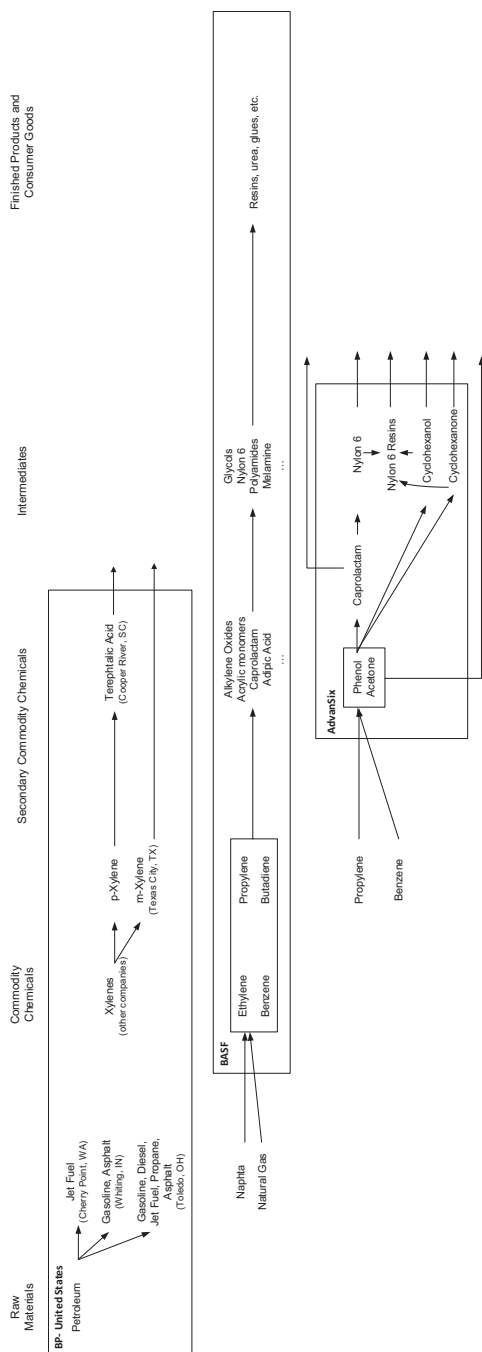 Raw
Materials
Commodity
Chemicals
Secondary Commodity Chemicals
Intermediates
Finished Products and
Consumer Goods
BP- United States
Petroleum
Jet Fuel
(Cherry Point, WA)
Gasoline, Asphalt
(Whiting, IN)
Gasoline, Diesel,
Jet Fuel, Propane,
Asphalt
(Toledo, OH)
Xylenes
(other companies)
p-Xylene
m-Xylene
(Texas City, TX)
Terephtalic Acid
(Cooper River, SC)
BASF
Naphta
Natural Gas
Ethylene
Propylene
Benzene
Butadiene
Alkylene Oxides
Acrylic monomers
Caprolactam
Adipic Acid
...
Glycols
Nylon 6
Polyamides
Melamine
...
Resins, urea, glues, etc.
AdvanSix
Propylene
Benzene
Phenol
Acetone
Caprolactam
Nylon 6
Nylon 6 Resins
Cyclohexanol
Cyclohexanone